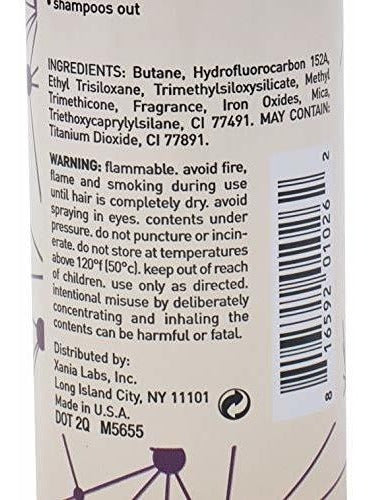 •shampoos out
INGREDIENTS: Butane, Hydrofluorocarbon 152A,
Ethyl Trisiloxane, Trimethylsiloxysilicate, Methyl
Trimethicone, Fragrance, Iron Oxides, Mica,
Triethoxycaprylylsilane, CI 77491. MAY CONTAIN:
Titanium Dioxide, CI 77891.
WARNING: flammable. avoid fire,
flame and smoking during use
until hair is completely dry. avoid
spraying in eyes. contents under
pressure. do not puncture or incin-
erate. do not store at temperatures
above 120°f (50°c). keep out of reach
of children. use only as directed.
intentional misuse by deliberately
concentrating and inhaling the
contents can be harmful or fatal.
Distributed by:
Xania Labs, Inc.
Long Island City, NY 11101
Made in U.S.A.
DOT 2Q M5655
8 16592 01026 2